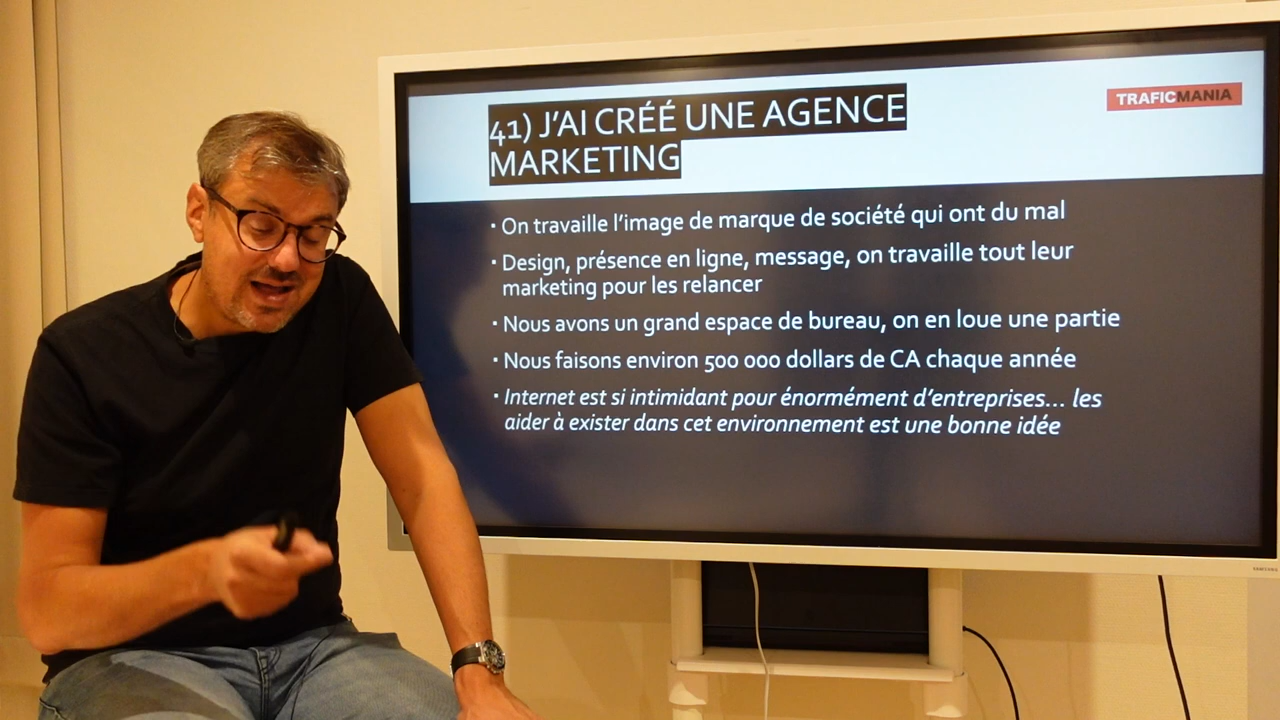 41) J'AI CRÉÉ UNE AGENCE
MARKETING
TRAFICMANIA
· On travaille l'image de marque de société qui ont du mal
· Design, présence en ligne, message, on travaille tout leur
marketing pour les relancer
· Nous avons un grand espace de bureau, on en loue une partie
· Nous faisons environ 500 000 dollars de CA chaque année
· Internet est si intimidant pour énormément d'entreprises... les
aider à exister dans cet environnement est une bonne idée
SAMSUNG